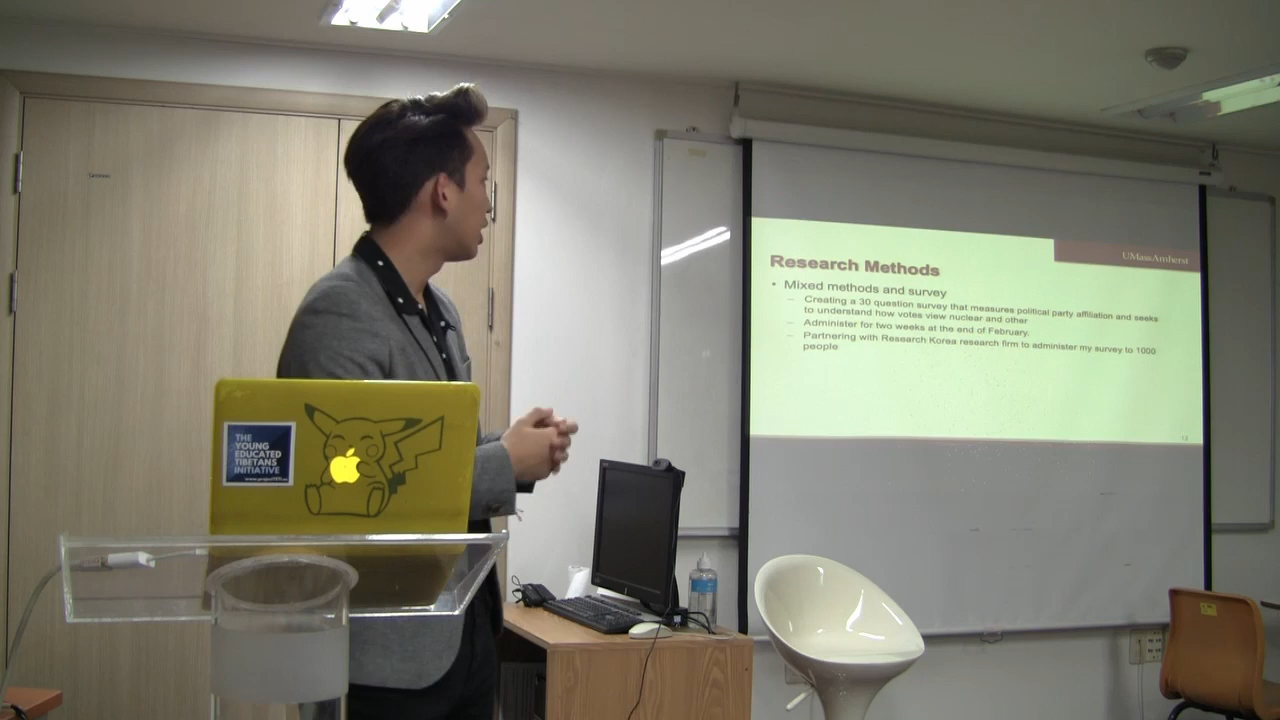 UMassAmherst
Research Methods
• Mixed methods and survey
– Creating a 30 question survey that measures political party affiliation and seeks
to understand how votes view nuclear and other
– Administer for two weeks at the end of February.
– Partnering with Research Korea research firm to administer my survey to 1000
people
THE
YOUNG
EDUCATED
TIBETANS
INITIATIVE